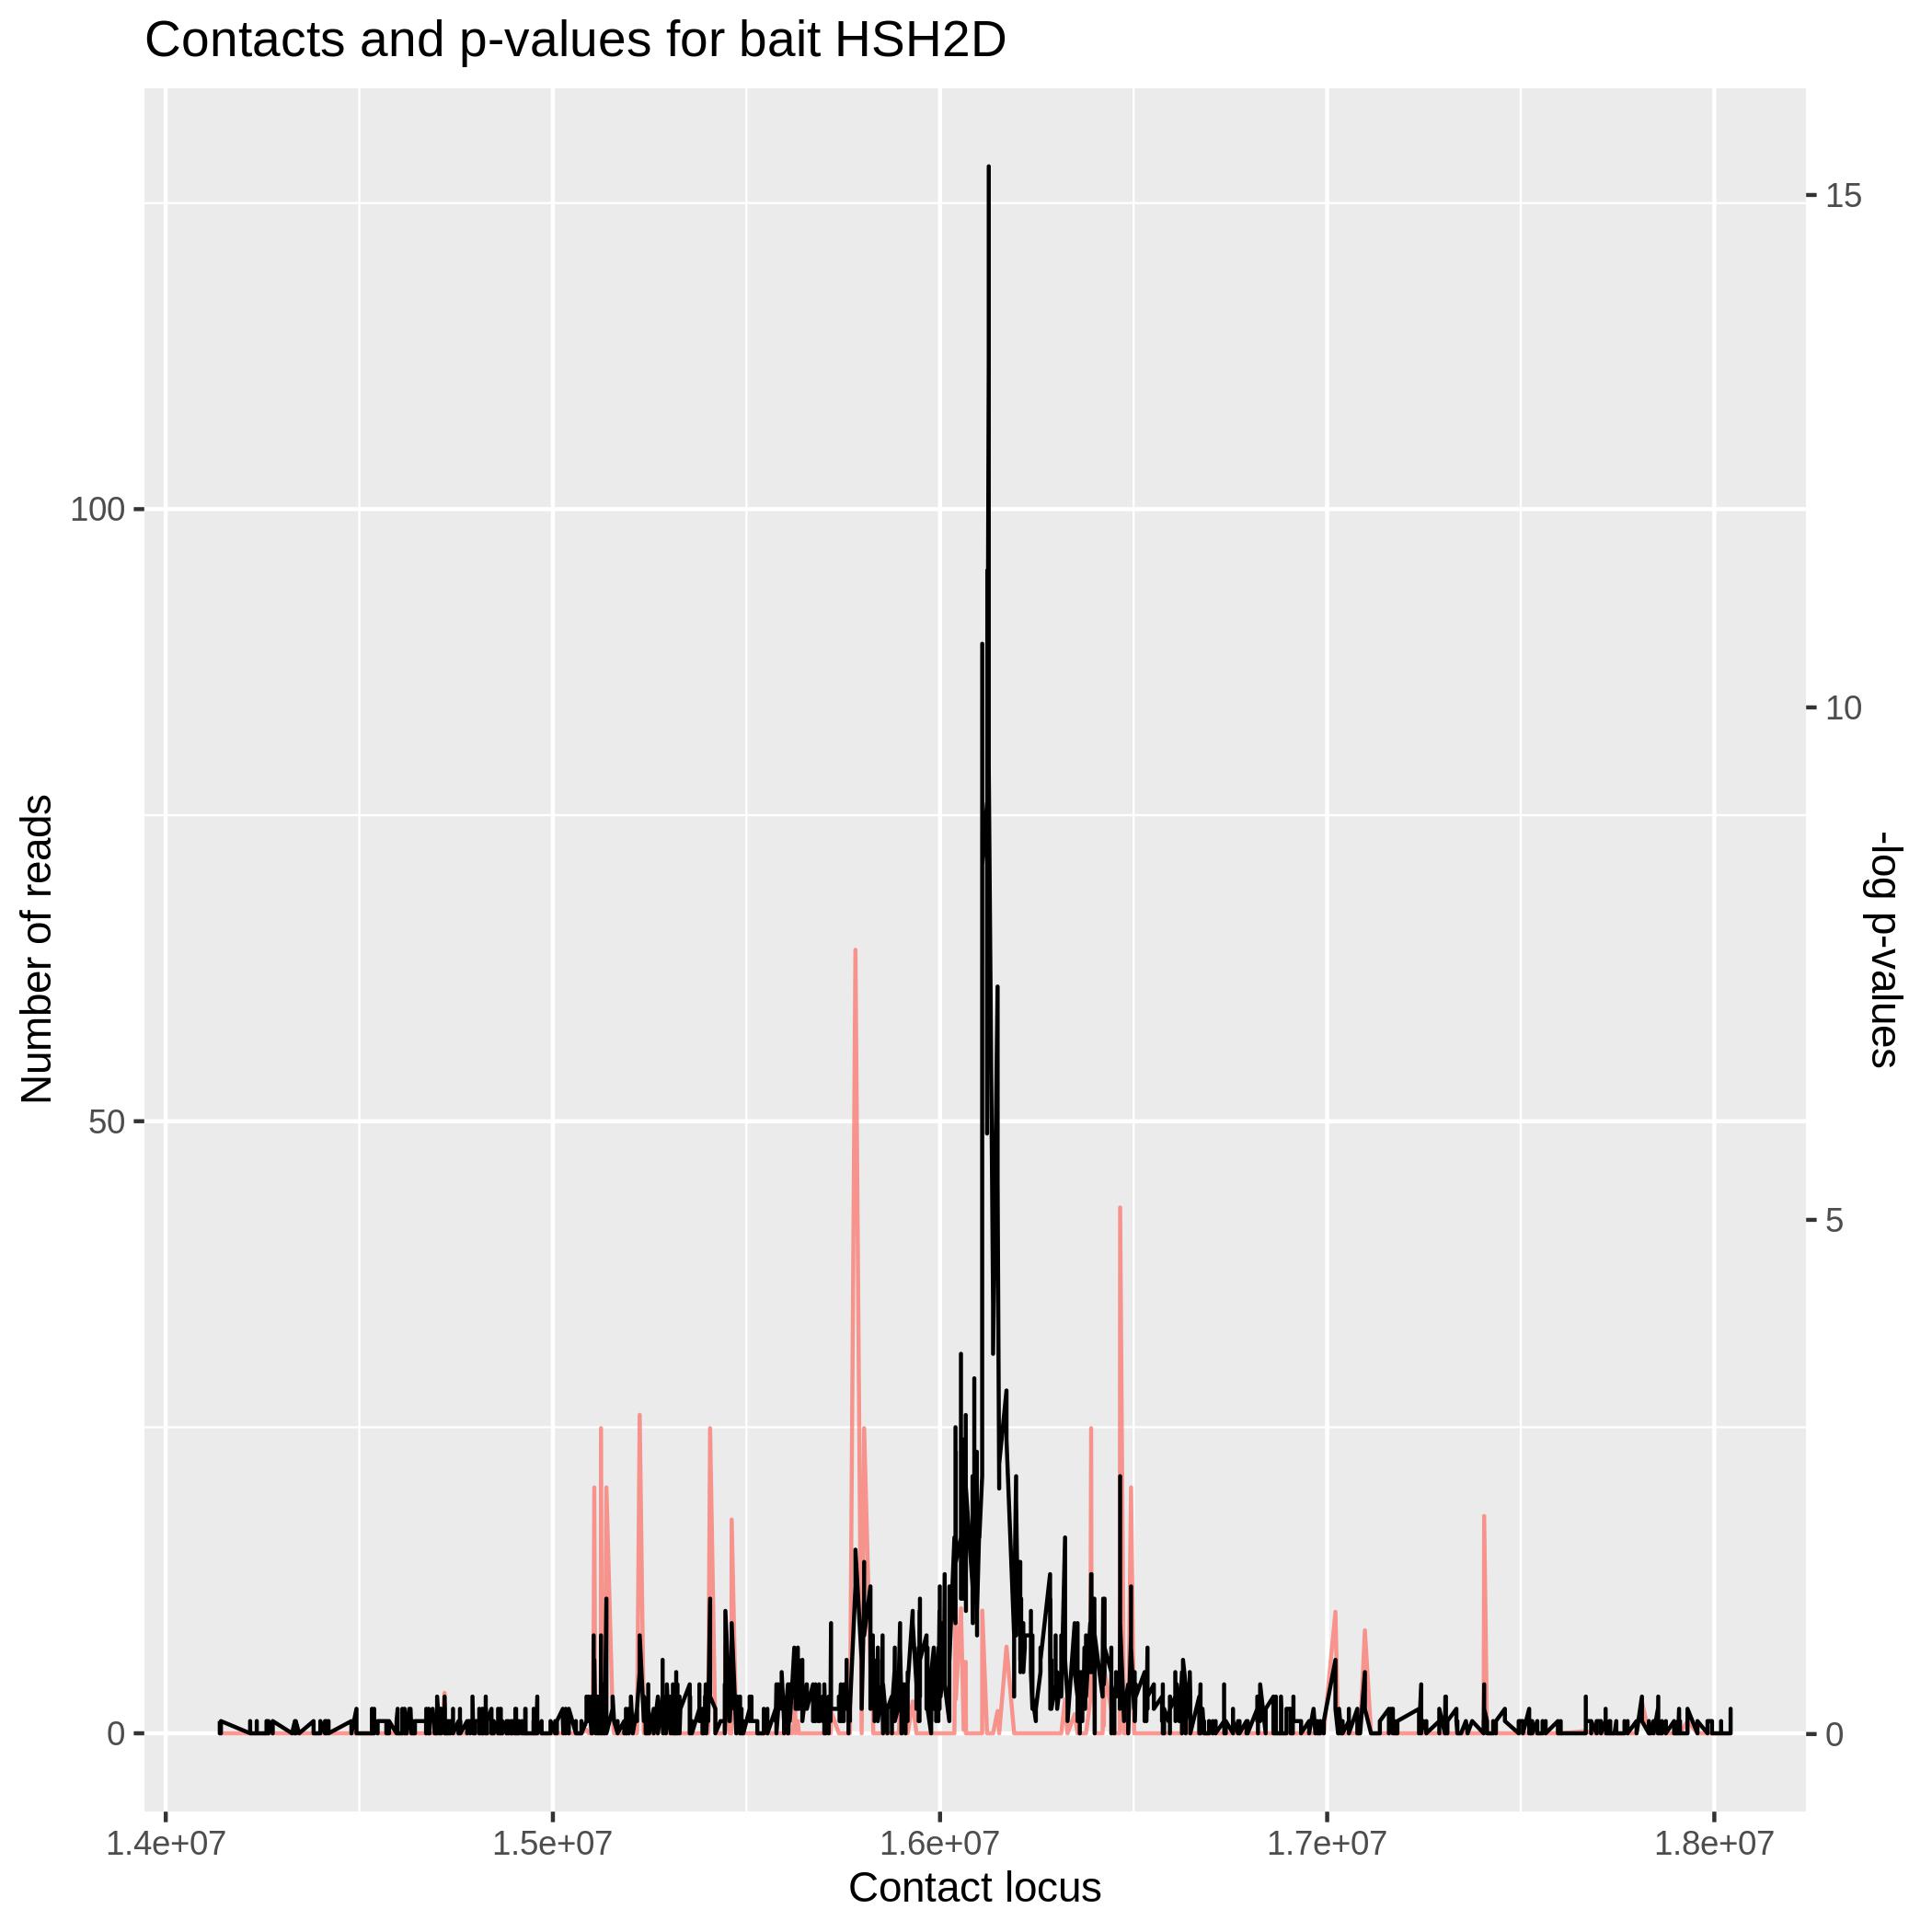 Contacts and p-values for bait HSH2D
Number of reads
100
50
0
15
10
5
0
-log p-values
1.4e+07
1.5e+07
1.6e+07
1.7e+07
1.8e+07
Contact locus